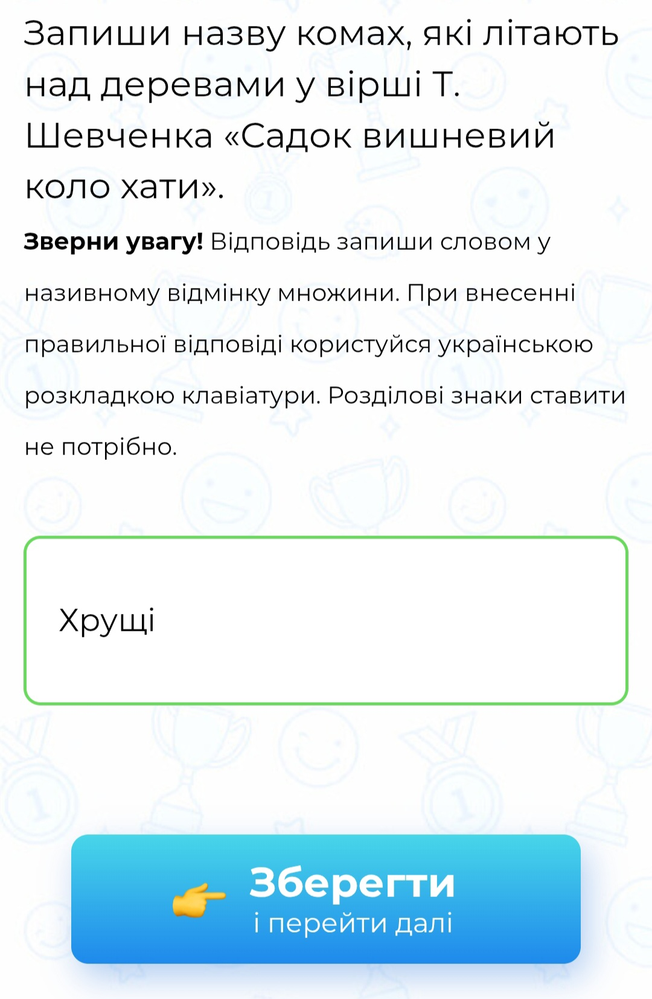 Запиши назву комах, які літають
над деревами у вірші Т.
Шевченка «Садок вишневий
коло хати».
Зверни увагу! Відповідь запиши словом у
називному відмінку множини. При внесенні
правильної відповіді користуйся українською
розкладкою клавіатури. Розділові знаки ставити
не потрібно.
Хрущі
👉 Зберегти
і перейти далі